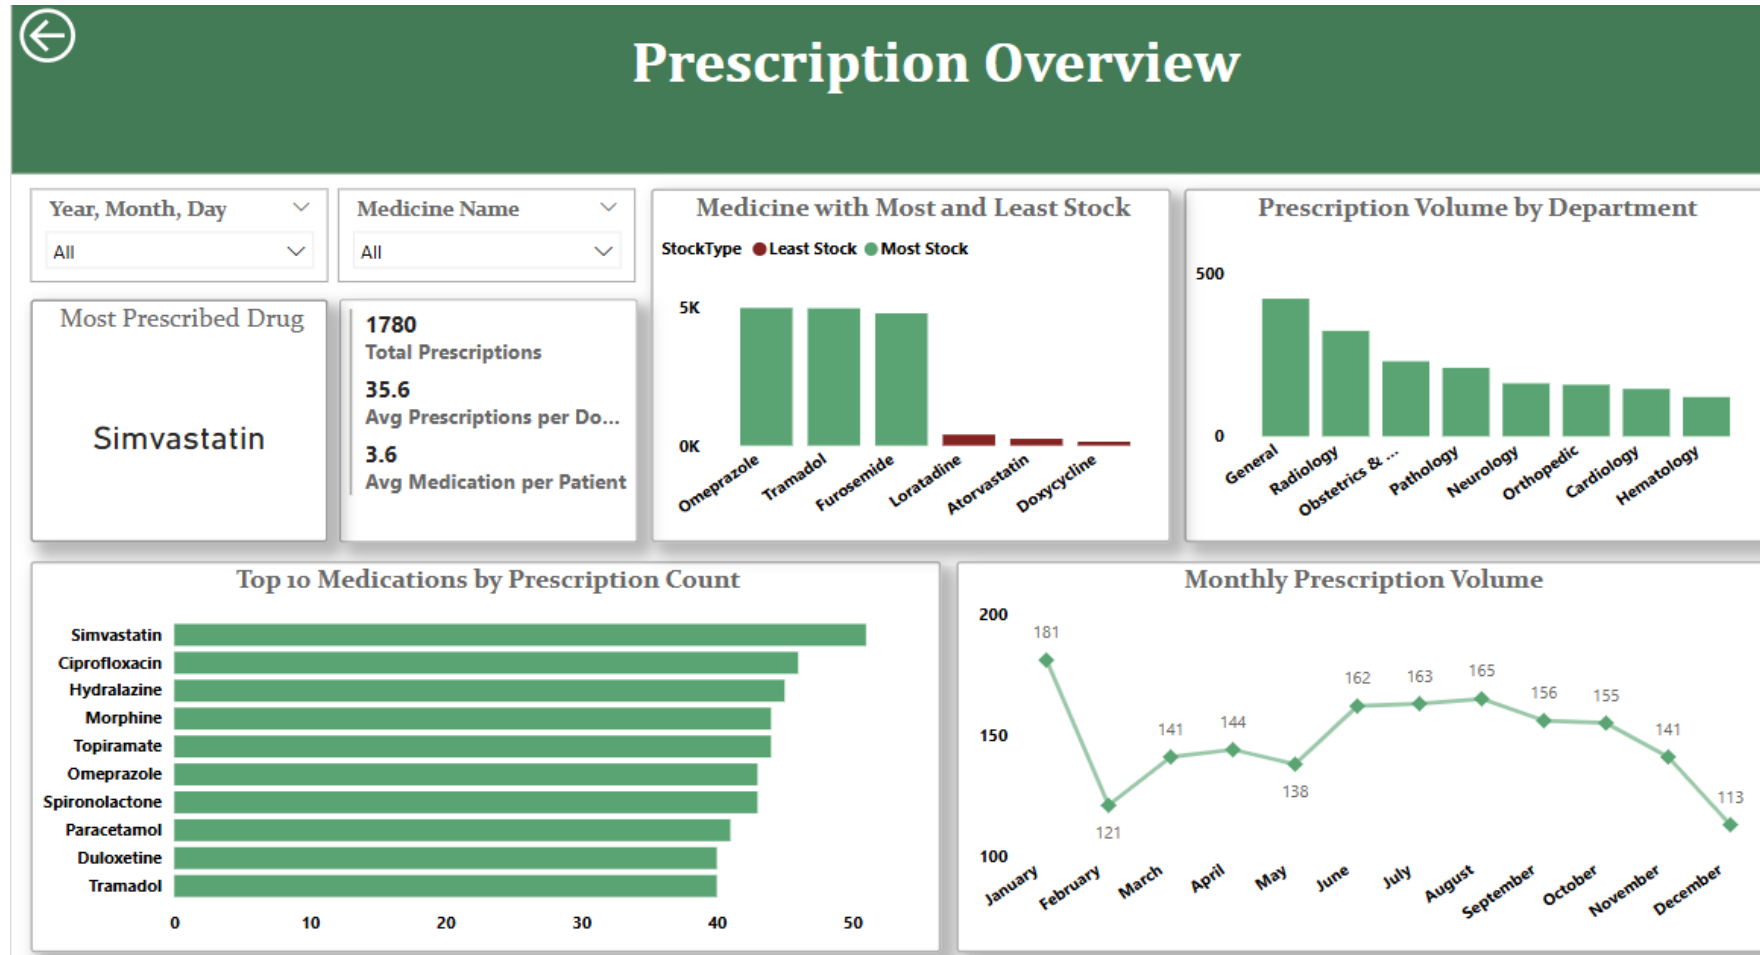 Prescription Overview
Year, Month, Day
All
Medicine Name
All
Most Prescribed Drug
Simvastatin
1780
Total Prescriptions
35.6
Avg Prescriptions per Do...
3.6
Avg Medication per Patient
Medicine with Most and Least Stock
StockType Least Stock Most Stock
5K
0K
Omeprazole
Tramadol
Furosemide
Loratadine
Atorvastatin
Doxycycline
Prescription Volume by Department
500
0
General
Radiology
Obstetrics & ...
Pathology
Neurology
Orthopedic
Cardiology
Hematology
Top 10 Medications by Prescription Count
Simvastatin
Ciprofloxacin
Hydralazine
Morphine
Topiramate
Omeprazole
Spironolactone
Paracetamol
Duloxetine
Tramadol
0 10 20 30 40 50
Monthly Prescription Volume
200
150
100
181
121
141
144
138
162
163
165
156
155
141
113
January
February
March
April
May
June
July
August
September
October
November
December